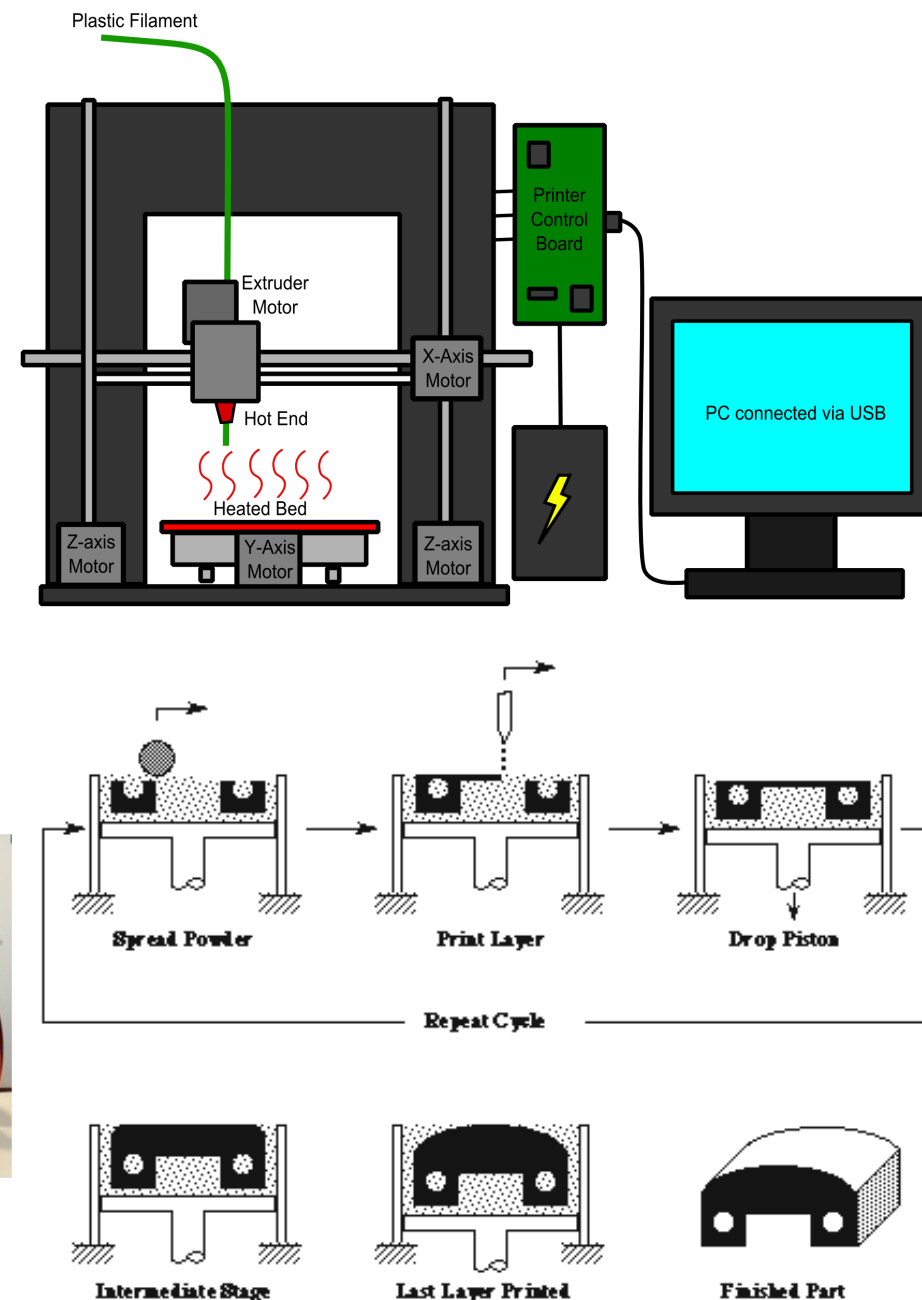 Plastic Filament
Printer
Control
Board
Extruder
Motor
X-Axis
Motor
PC connected via USB
Hot End
Heated Bed
Z-axis
Motor
Y-Axis
Motor
Z-axis
Motor
Spread Powder
Print Layer
Drop Piston
Repeat Cycle
Intermediate Stage
Last Layer Printed
Finished Part